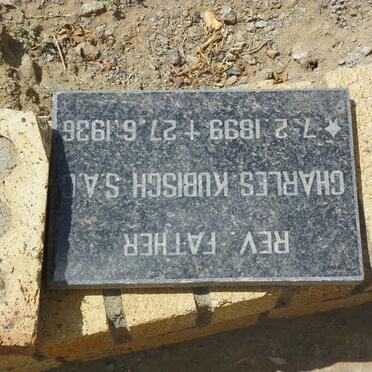 REV FATHER
CHARLES KUBISCH S.A.C
★ 7-2 1899 † 27 6.1936